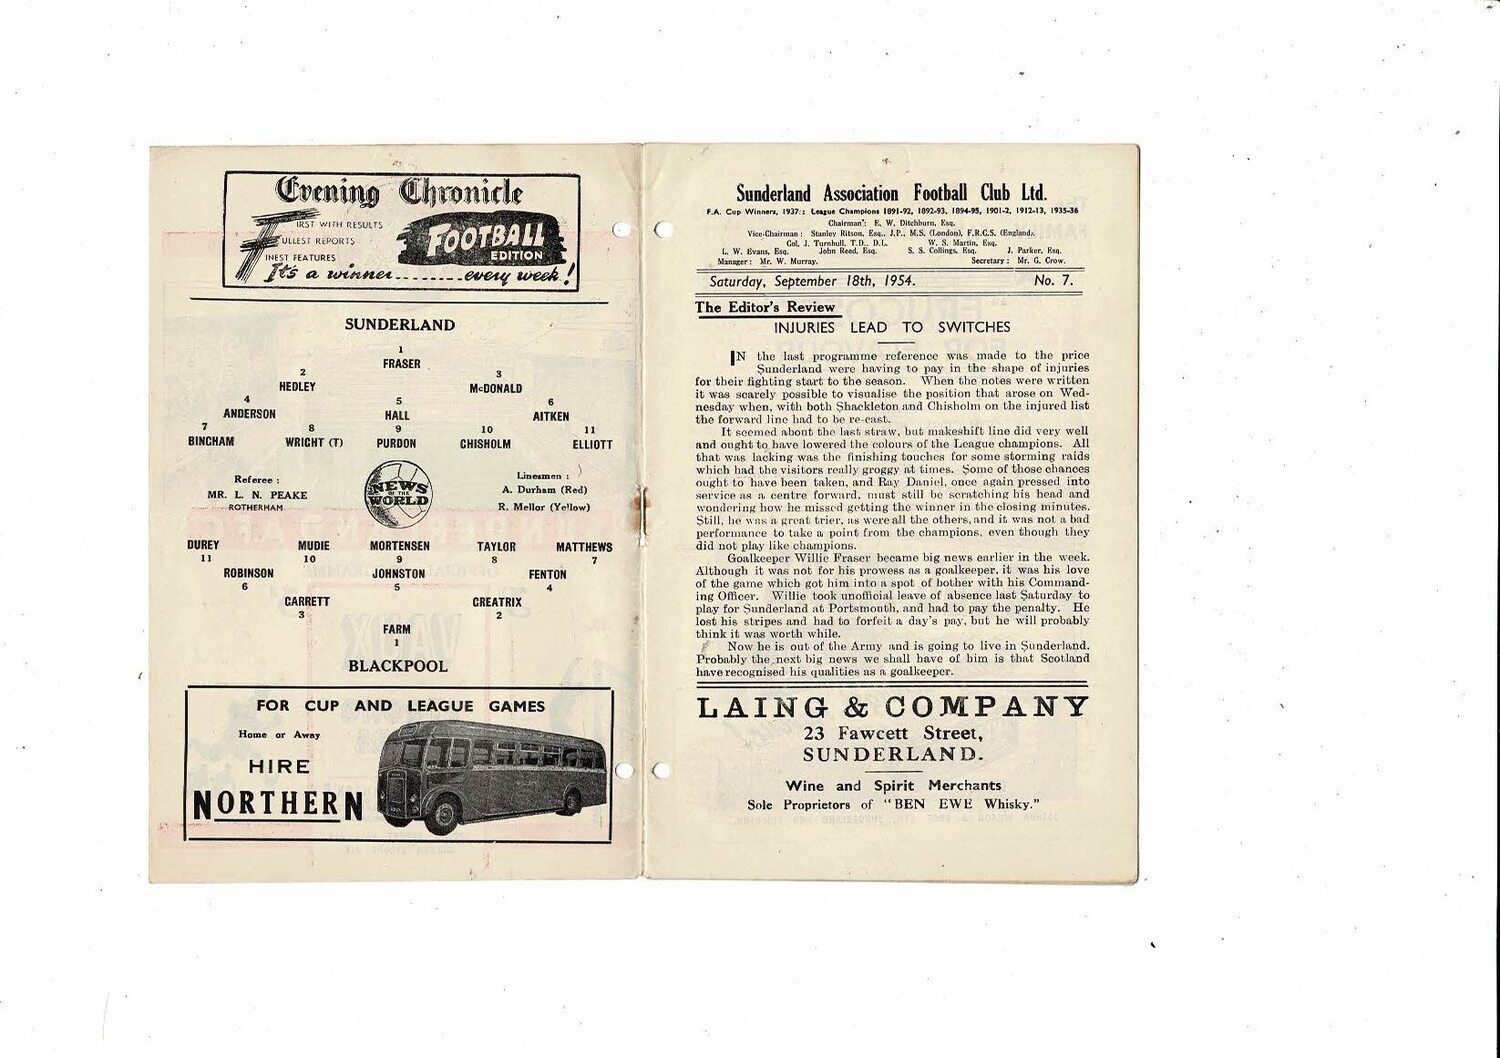 Evening Chronicle
FIRST WITH RESULTS
FULLEST REPORTS
FINEST FEATURES
FOOTBALL
EDITION
It's a winner........every week!
SUNDERLAND
1
FRASER
2 3
HEDLEY McDONALD
4 5 6
ANDERSON HALL AITKEN
7 8 9 10 11
BINGHAM WRIGHT (T) PURDON CHISHOLM ELLIOTT
Referee :
MR. L. N. PEAKE
ROTHERHAM
NEWS
OF THE
WORLD
Linesmen :
A. Durham (Red)
R. Mellor (Yellow)
DUREY MUDIE MORTENSEN TAYLOR MATTHEWS
11 10 9 8 7
ROBINSON JOHNSTON FENTON
6 5 4
GARRETT GREATRIX
3 2
FARM
1
BLACKPOOL
FOR CUP AND LEAGUE GAMES
Home or Away
HIRE
NORTHERN
Sunderland Association Football Club Ltd.
F.A. Cup Winners, 1937: League Champions 1891-92, 1892-93, 1894-95, 1901-2, 1912-13, 1935-36
Chairman: E. W. Ditchburn, Esq.
Vice-Chairman : Stanley Ritson, Esq., J.P., M.S. (London), F.R.C.S. (England).
Col. J. Turnbull, T.D., D.L. W. S. Martin, Esq.
L. W. Evans, Esq. John Reed, Esq. S. S. Collings, Esq. J. Parker, Esq.
Manager : Mr. W. Murray. Secretary : Mr. G. Crow.
Saturday, September 18th, 1954. No. 7.
The Editor's Review
INJURIES LEAD TO SWITCHES
IN the last programme reference was made to the price
Sunderland were having to pay in the shape of injuries
for their fighting start to the season. When the notes were written
it was scarely possible to visualise the position that arose on Wed-
nesday when, with both Shackleton and Chisholm on the injured list
the forward line had to be re-cast.
It seemed about the last straw, but makeshift line did very well
and ought to have lowered the colours of the League champions. All
that was lacking was the finishing touches for some storming raids
which had the visitors really groggy at times. Some of those chances
ought to have been taken, and Ray Daniel, once again pressed into
service as a centre forward, must still be scratching his head and
wondering how he missed getting the winner in the closing minutes.
Still, he was a great trier, as were all the others, and it was not a bad
performance to take a point from the champions, even though they
did not play like champions.
Goalkeeper Willie Fraser became big news earlier in the week.
Although it was not for his prowess as a goalkeeper, it was his love
of the game which got him into a spot of bother with his Command-
ing Officer. Willie took unofficial leave of absence last Saturday to
play for Sunderland at Portsmouth, and had to pay the penalty. He
lost his stripes and had to forfeit a day's pay, but he will probably
think it was worth while.
Now he is out of the Army and is going to live in Sunderland.
Probably the next big news we shall have of him is that Scotland
have recognised his qualities as a goalkeeper.
LAING & COMPANY
23 Fawcett Street,
SUNDERLAND.
Wine and Spirit Merchants
Sole Proprietors of "BEN EWE Whisky."